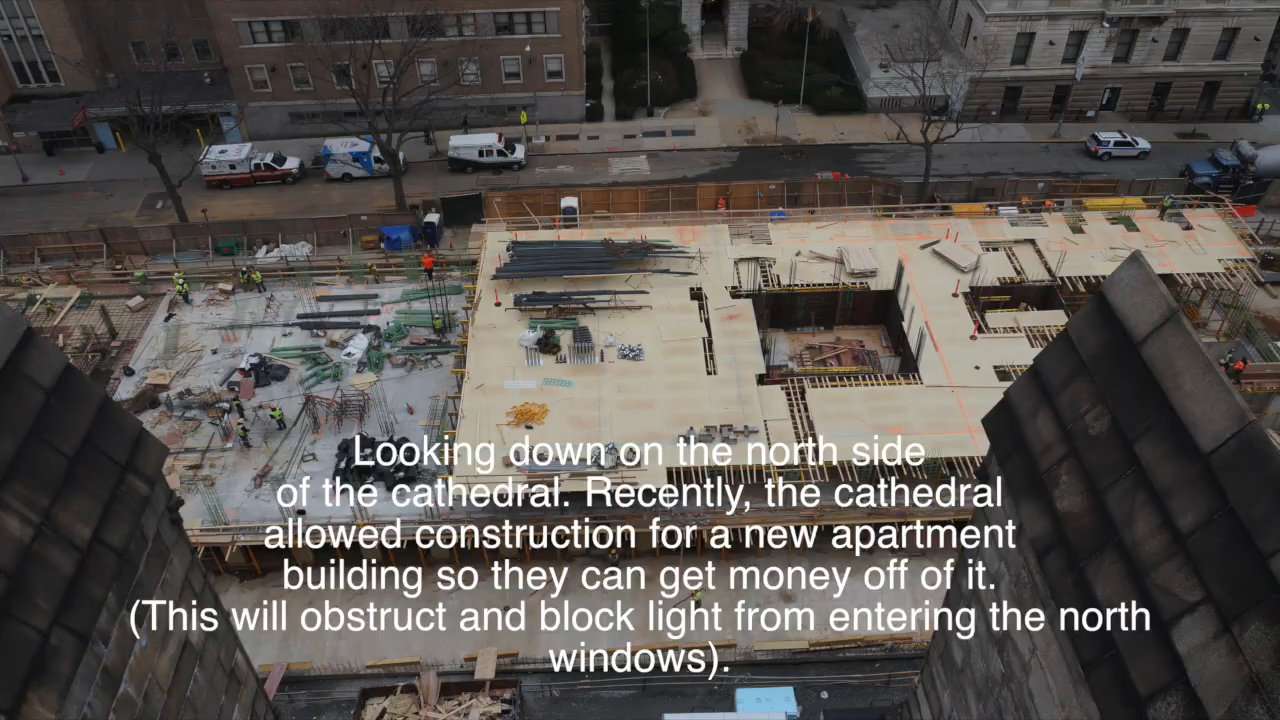 Looking down on the north side
of the cathedral. Recently, the cathedral
allowed construction for a new apartment
building so they can get money off of it.
(This will obstruct and block light from entering the north
windows).